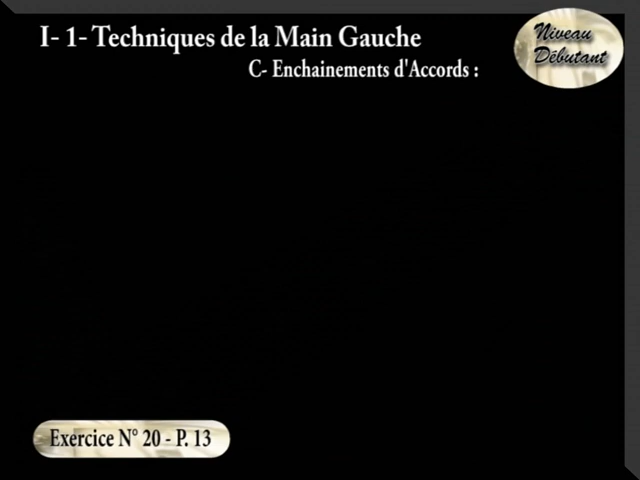 I- 1- Techniques de la Main Gauche
Niveau
Débutant
C- Enchainements d'Accords :
Exercice N° 20 - P. 13